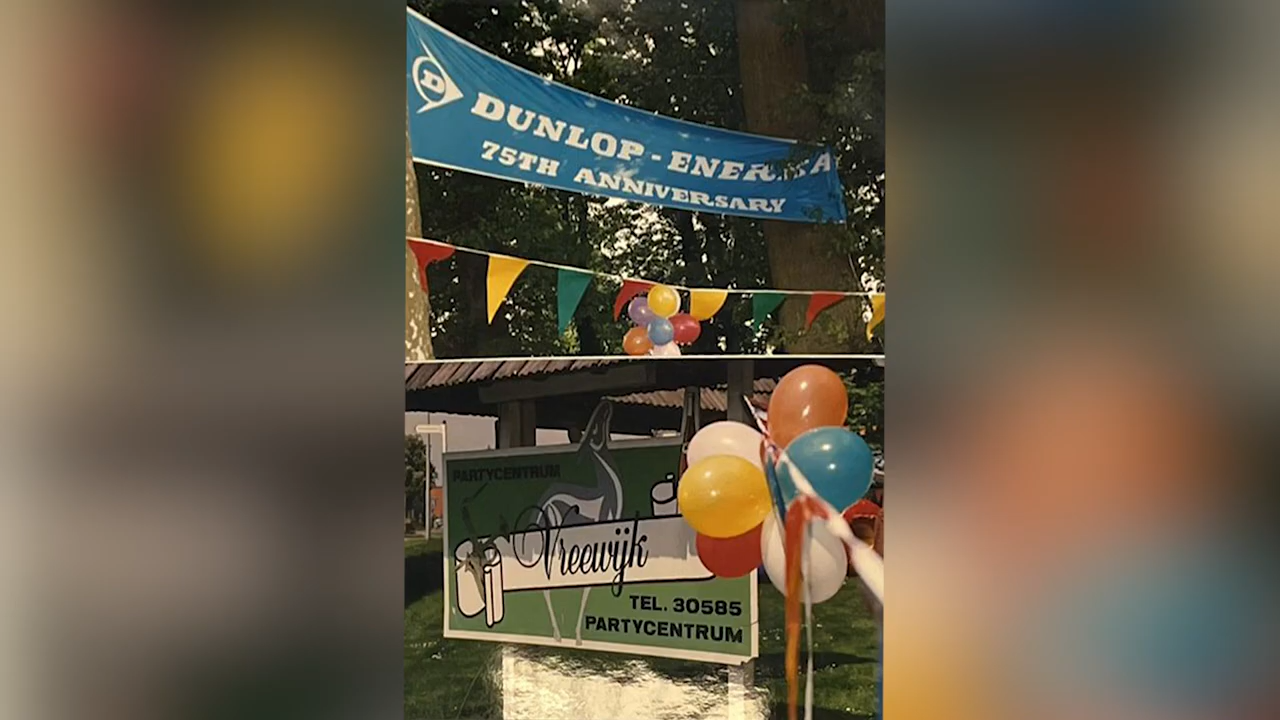 D DUNLOP - ENERKA
75TH ANNIVERSARY
PARTYCENTRUM
Vreewijk
TEL. 30585
PARTYCENTRUM